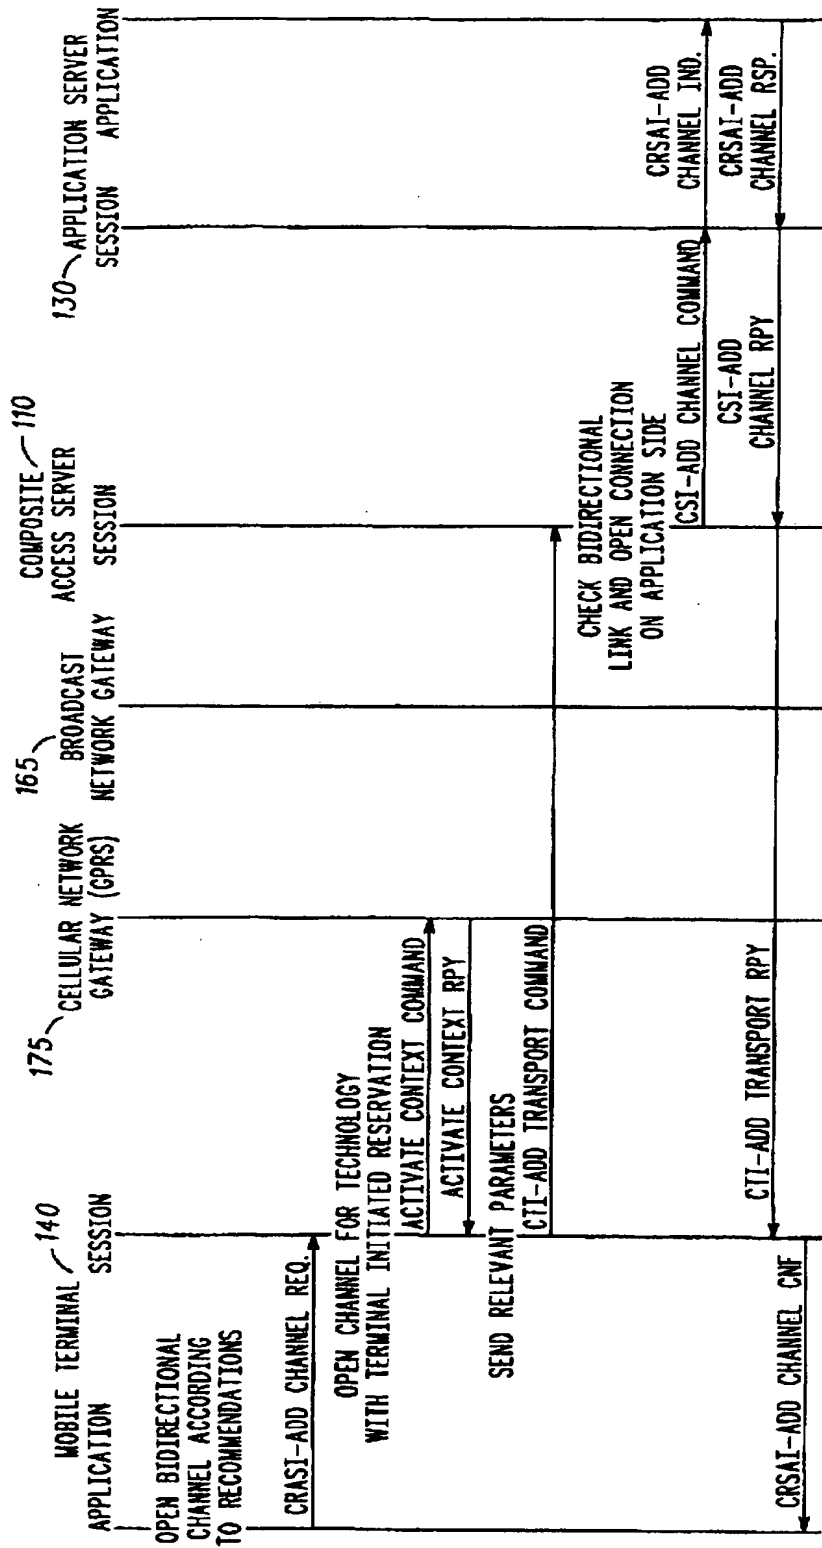 MOBILE TERMINAL 140
APPLICATION SESSION
175 CELLULAR NETWORK
GATEWAY (GPRS)
165
BROADCAST
NETWORK GATEWAY
COMPOSITE 110
ACCESS SERVER
SESSION
130 APPLICATION SERVER
SESSION APPLICATION
OPEN BIDIRECTIONAL
CHANNEL ACCORDING
TO RECOMMENDATIONS
CRASI-ADD CHANNEL REQ.
OPEN CHANNEL FOR TECHNOLOGY
WITH TERMINAL INITIATED RESERVATION
ACTIVATE CONTEXT COMMAND
ACTIVATE CONTEXT RPY
SEND RELEVANT PARAMETERS
CTI-ADD TRANSPORT COMMAND
CHECK BIDIRECTIONAL
LINK AND OPEN CONNECTION
ON APPLICATION SIDE
CSI-ADD CHANNEL COMMAND
CRSAI-ADD
CHANNEL IND.
CRSAI-ADD
CHANNEL RSP.
CSI-ADD
CHANNEL RPY
CTI-ADD TRANSPORT RPY
CRSAI-ADD CHANNEL CNF